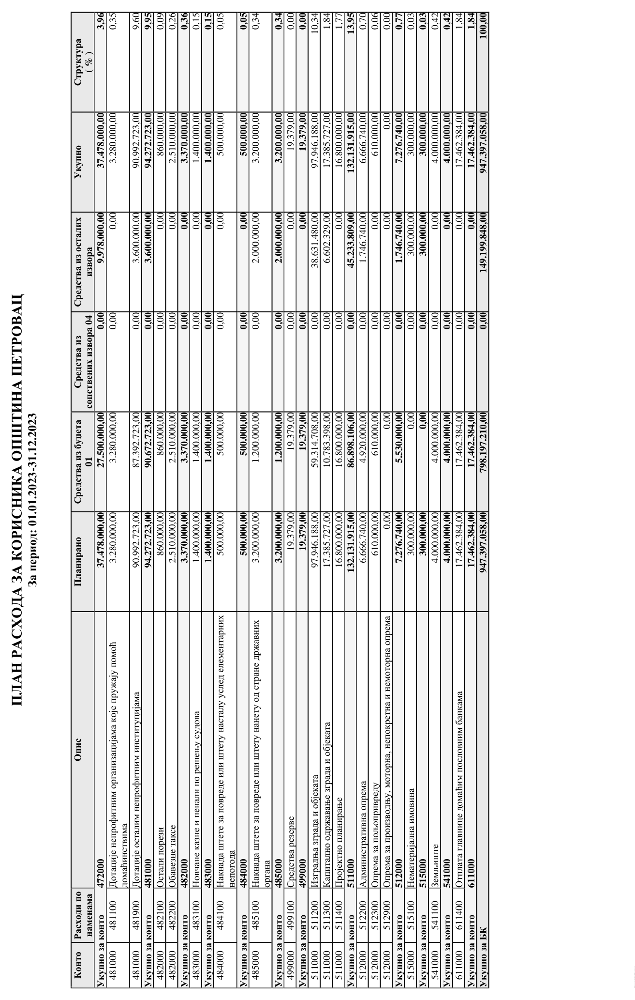 ПЛАН РАСХОДА ЗА КОРИСНИКА ОПШТИНА ПЕТРОВАЦ
За период: 01.01.2023-31.12.2023
Конто Расходи по наменама Опис Планирано Средства из буџета 01 Средства из сопствених извора 04 Средства из осталих извора Укупно Структура ( % )
Укупно за конто 472000 37.478.000,00 27.500.000,00 0,00 9.978.000,00 37.478.000,00 3,96
481000 481100 Дотације непрофитним организацијама које пружају помоћ 3.280.000,00 3.280.000,00 0,00 0,00 3.280.000,00 0,35
домаћинствима
481000 481900 Дотације осталим непрофитним институцијама 90.992.723,00 87.392.723,00 0,00 3.600.000,00 90.992.723,00 9,60
Укупно за конто 481000 94.272.723,00 90.672.723,00 0,00 3.600.000,00 94.272.723,00 9,95
482000 482100 Остали порези 860.000,00 860.000,00 0,00 0,00 860.000,00 0,09
482000 482200 Обавезне таксе 2.510.000,00 2.510.000,00 0,00 0,00 2.510.000,00 0,26
Укупно за конто 482000 3.370.000,00 3.370.000,00 0,00 0,00 3.370.000,00 0,36
483000 483100 Новчане казне и пенали по решењу судова 1.400.000,00 1.400.000,00 0,00 0,00 1.400.000,00 0,15
Укупно за конто 483000 1.400.000,00 1.400.000,00 0,00 0,00 1.400.000,00 0,15
484000 484100 Накнада штете за повреде или штету насталу услед елементарних 500.000,00 500.000,00 0,00 0,00 500.000,00 0,05
непогода
Укупно за конто 484000 500.000,00 500.000,00 0,00 0,00 500.000,00 0,05
485000 485100 Накнада штете за повреде или штету нанету од стране државних 3.200.000,00 1.200.000,00 0,00 2.000.000,00 3.200.000,00 0,34
органа
Укупно за конто 485000 3.200.000,00 1.200.000,00 0,00 2.000.000,00 3.200.000,00 0,34
499000 499100 Средства резерве 19.379,00 19.379,00 0,00 0,00 19.379,00 0,00
Укупно за конто 499000 19.379,00 19.379,00 0,00 0,00 19.379,00 0,00
511000 511200 Изградња зграда и објеката 97.946.188,00 59.314.708,00 0,00 38.631.480,00 97.946.188,00 10,34
511000 511300 Капитално одржавање зграда и објеката 17.385.727,00 10.783.398,00 0,00 6.602.329,00 17.385.727,00 1,84
511000 511400 Пројектно планирање 16.800.000,00 16.800.000,00 0,00 0,00 16.800.000,00 1,77
Укупно за конто 511000 132.131.915,00 86.898.106,00 0,00 45.233.809,00 132.131.915,00 13,95
512000 512200 Административна опрема 6.666.740,00 4.920.000,00 0,00 1.746.740,00 6.666.740,00 0,70
512000 512300 Опрема за пољопривреду 610.000,00 610.000,00 0,00 0,00 610.000,00 0,06
512000 512900 Опрема за производњу, моторна, непокретна и немоторна опрема 0,00 0,00 0,00 0,00 0,00 0,00
Укупно за конто 512000 7.276.740,00 5.530.000,00 0,00 1.746.740,00 7.276.740,00 0,77
515000 515100 Нематеријална имовина 300.000,00 0,00 0,00 300.000,00 300.000,00 0,03
Укупно за конто 515000 300.000,00 0,00 0,00 300.000,00 300.000,00 0,03
541000 541100 Земљиште 4.000.000,00 4.000.000,00 0,00 0,00 4.000.000,00 0,42
Укупно за конто 541000 4.000.000,00 4.000.000,00 0,00 0,00 4.000.000,00 0,42
611000 611400 Отплата главнице домаћим пословним банкама 17.462.384,00 17.462.384,00 0,00 0,00 17.462.384,00 1,84
Укупно за конто 611000 17.462.384,00 17.462.384,00 0,00 0,00 17.462.384,00 1,84
Укупно за БК 947.397.058,00 798.197.210,00 0,00 149.199.848,00 947.397.058,00 100,00